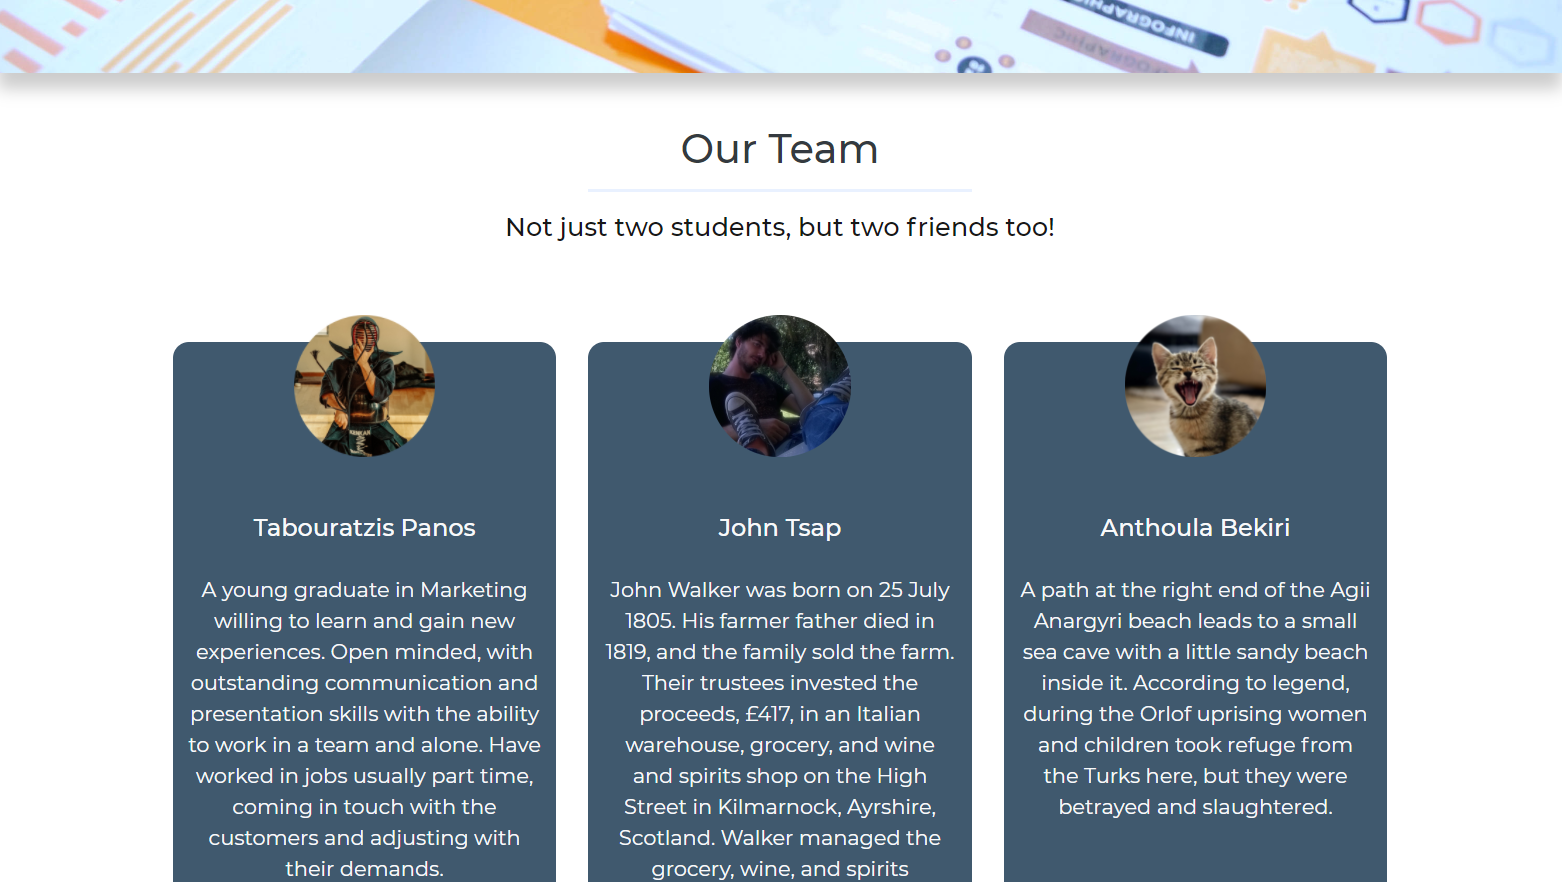 INFOGRAPHIC
INFOGRAPHIC
Our Team
Not just two students, but two friends too!
Tabouratzis Panos
A young graduate in Marketing
willing to learn and gain new
experiences. Open minded, with
outstanding communication and
presentation skills with the ability
to work in a team and alone. Have
worked in jobs usually part time,
coming in touch with the
customers and adjusting with
their demands.
John Tsap
John Walker was born on 25 July
1805. His farmer father died in
1819, and the family sold the farm.
Their trustees invested the
proceeds, £417, in an Italian
warehouse, grocery, and wine
and spirits shop on the High
Street in Kilmarnock, Ayrshire,
Scotland. Walker managed the
grocery, wine, and spirits
Anthoula Bekiri
A path at the right end of the Agii
Anargyri beach leads to a small
sea cave with a little sandy beach
inside it. According to legend,
during the Orlof uprising women
and children took refuge from
the Turks here, but they were
betrayed and slaughtered.